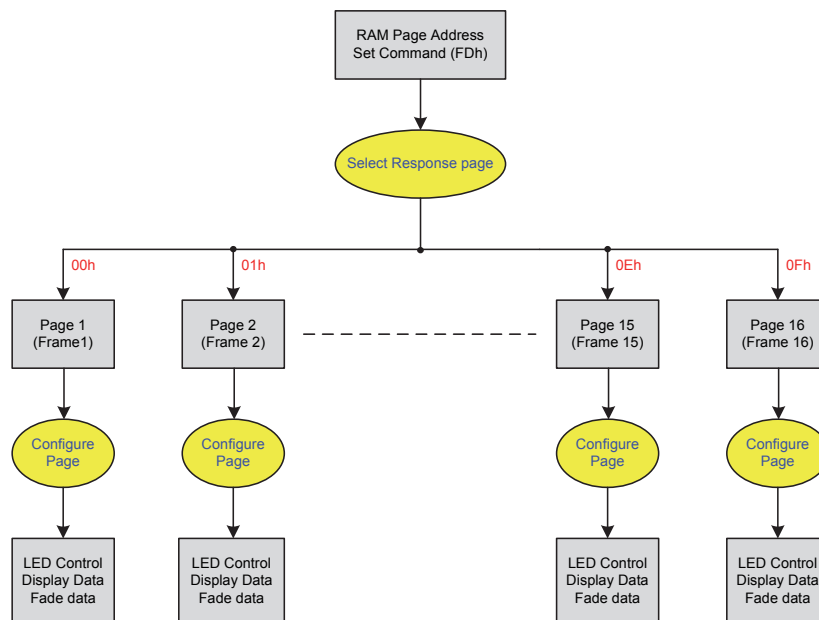 RAM Page Address
Set Command (FDh)
Select Response page
00h
01h
0Eh
0Fh
Page 1
(Frame1)
Page 2
(Frame 2)
Page 15
(Frame 15)
Page 16
(Frame 16)
Configure
Page
Configure
Page
Configure
Page
Configure
Page
LED Control
Display Data
Fade data
LED Control
Display Data
Fade data
LED Control
Display Data
Fade data
LED Control
Display Data
Fade data